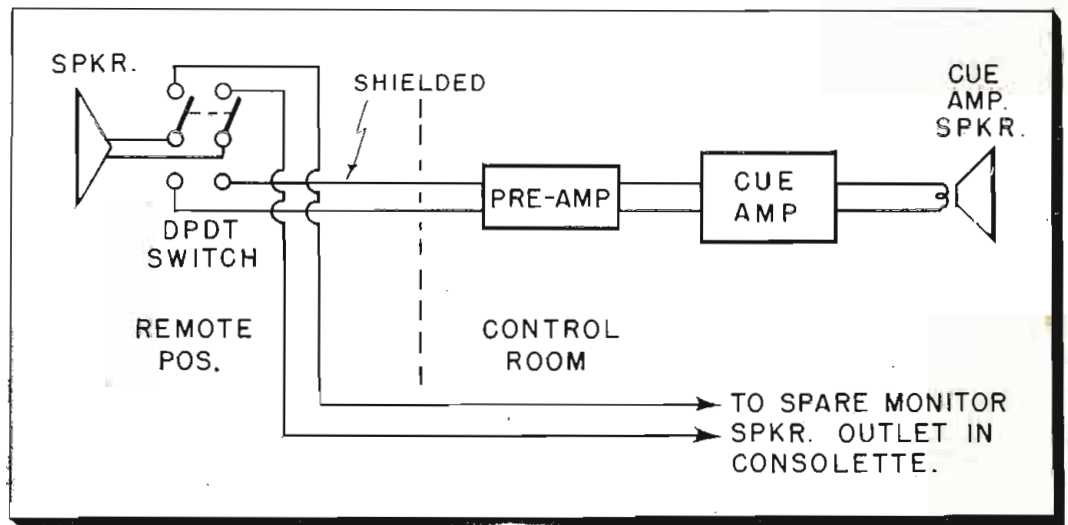 SPKR.
SHIELDED
CUE
AMP.
SPKR.
PRE-AMP
CUE
AMP
DPDT
SWITCH
REMOTE
POS.
CONTROL
ROOM
TO SPARE MONITOR
SPKR. OUTLET IN
CONSOLETTE.